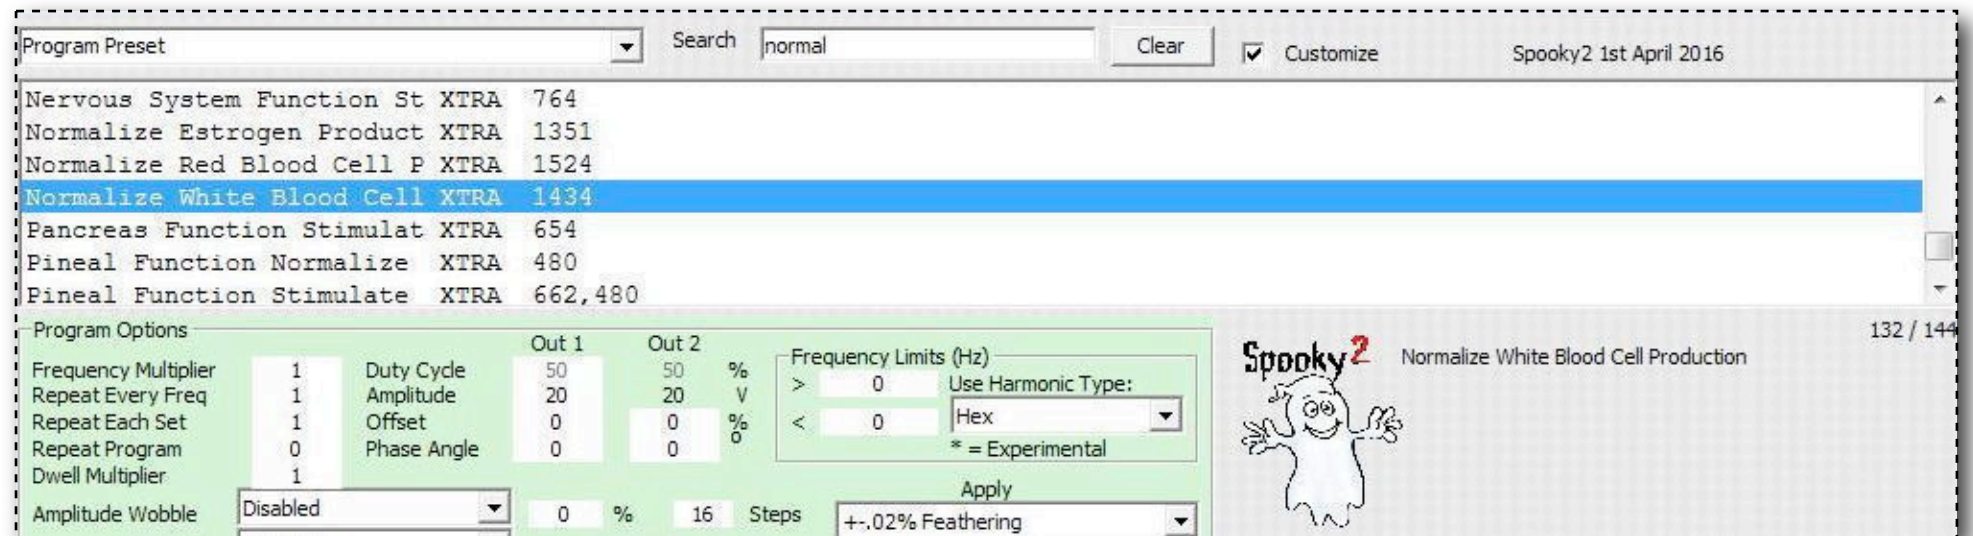 Program Preset Search normal Clear Customize Spooky2 1st April 2016
Nervous System Function St XTRA 764
Normalize Estrogen Product XTRA 1351
Normalize Red Blood Cell P XTRA 1524
Normalize White Blood Cell XTRA 1434
Pancreas Function Stimulat XTRA 654
Pineal Function Normalize XTRA 480
Pineal Function Stimulate XTRA 662,480
Program Options Out 1 Out 2 132 / 144
Frequency Limits (Hz) Spooky2 Normalize White Blood Cell Production
Frequency Multiplier 1 Duty Cycle 50 50 % > 0 Use Harmonic Type:
Repeat Every Freq 1 Amplitude 20 20 V
Repeat Each Set 1 Offset 0 0 % < 0 Hex
Repeat Program 0 Phase Angle 0 0 o * = Experimental
Dwell Multiplier 1
Apply
Amplitude Wobble Disabled 0 % 16 Steps +-.02% Feathering